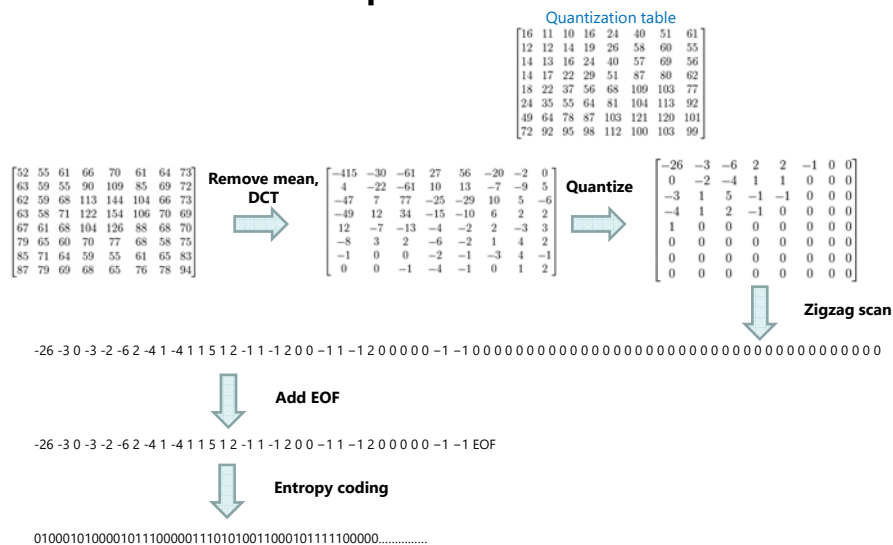 Quantization table
16 11 10 16 24 40 51 61
12 12 14 19 26 58 60 55
14 13 16 24 40 57 69 56
14 17 22 29 51 87 80 62
18 22 37 56 68 109 103 77
24 35 55 64 81 104 113 92
49 64 78 87 103 121 120 101
72 92 95 98 112 100 103 99
52 55 61 66 70 61 64 73
63 59 55 90 109 85 69 72
62 59 68 113 144 104 66 73
63 58 71 122 154 106 70 69
67 61 68 104 126 88 68 70
79 65 60 70 77 68 58 75
85 71 64 59 55 61 65 83
87 79 69 68 65 76 78 94
Remove mean,
DCT
−415 −30 −61 27 56 −20 −2 0
4 −22 −61 10 13 −7 −9 5
−47 7 77 −25 −29 10 5 −6
−49 12 34 −15 −10 6 2 2
12 −7 −13 −4 −2 2 −3 3
−8 3 2 −6 −2 1 4 2
−1 0 0 −2 −1 −3 4 −1
0 0 −1 −4 −1 0 1 2
Quantize
−26 −3 −6 2 2 −1 0 0
0 −2 −4 1 1 0 0 0
−3 1 5 −1 −1 0 0 0
−4 1 2 −1 0 0 0 0
1 0 0 0 0 0 0 0
0 0 0 0 0 0 0 0
0 0 0 0 0 0 0 0
0 0 0 0 0 0 0 0
Zigzag scan
-26 -3 0 -3 -2 -6 2 -4 1 -4 1 1 5 1 2 -1 1 -1 2 0 0 −1 1 −1 2 0 0 0 0 0 −1 −1 0 0 0 0 0 0 0 0 0 0 0 0 0 0 0 0 0 0 0 0 0 0 0 0 0 0 0 0 0 0 0 0 0 0 0 0 0 0
Add EOF
-26 -3 0 -3 -2 -6 2 -4 1 -4 1 1 5 1 2 -1 1 -1 2 0 0 −1 1 −1 2 0 0 0 0 0 −1 −1 EOF
Entropy coding
010001010000101110000011101010011000101111100000...............